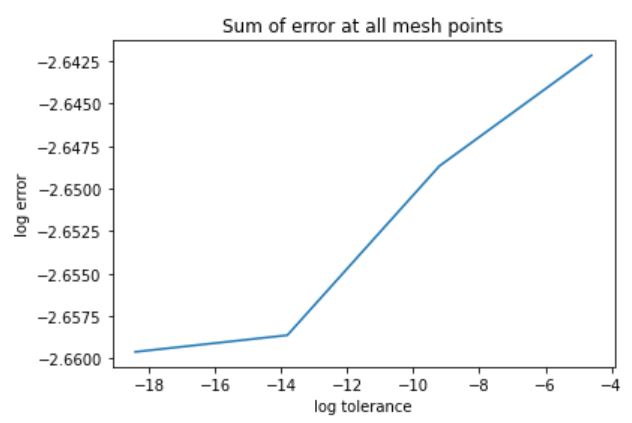 Sum of error at all mesh points
−2.6425
−2.6450
−2.6475
−2.6500
−2.6525
−2.6550
−2.6575
−2.6600
log error
−18 −16 −14 −12 −10 −8 −6 −4
log tolerance